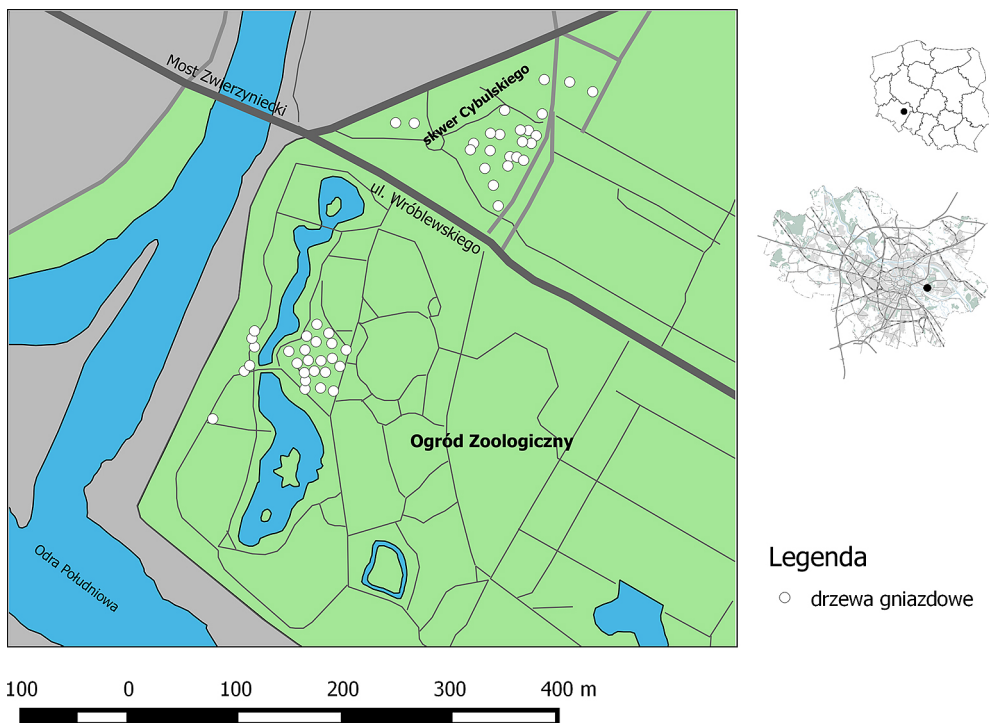 Most Zwierzyniecki
skwer Cybulskiego
ul. Wróblewskiego
Ogród Zoologiczny
Odra Południowa
Legenda
drzewa gniazdowe
100 0 100 200 300 400 m